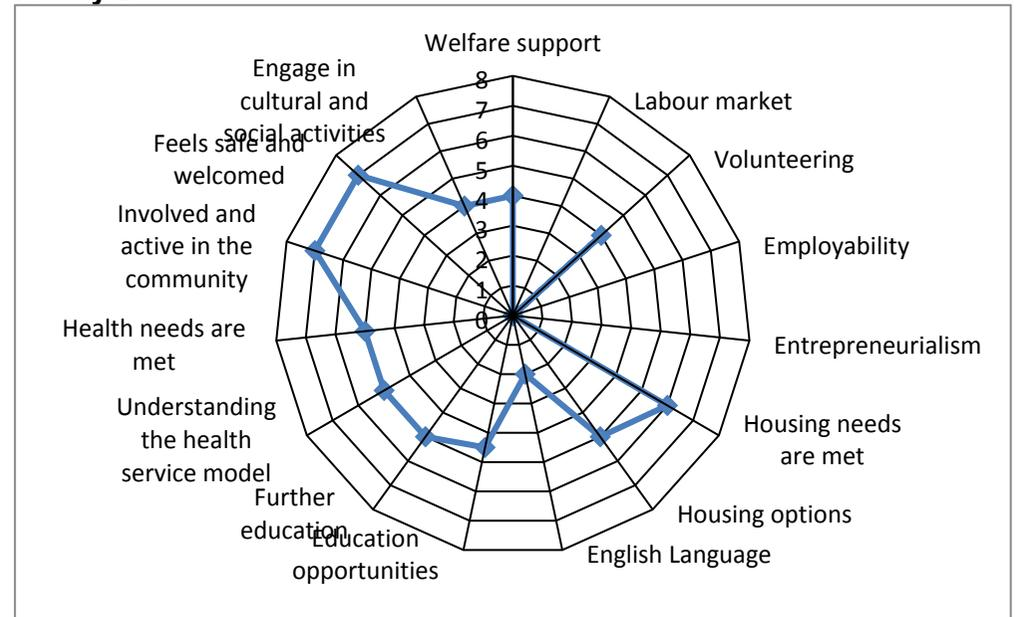 Welfare support
Labour market
Volunteering
Employability
Entrepreneurialism
Housing needs
are met
Housing options
English Language
Education
opportunities
Further
education
Understanding
the health
service model
Health needs are
met
Involved and
active in the
community
Feels safe and
welcomed
Engage in
cultural and
social activities
8
7
6
5
4
3
2
1
0